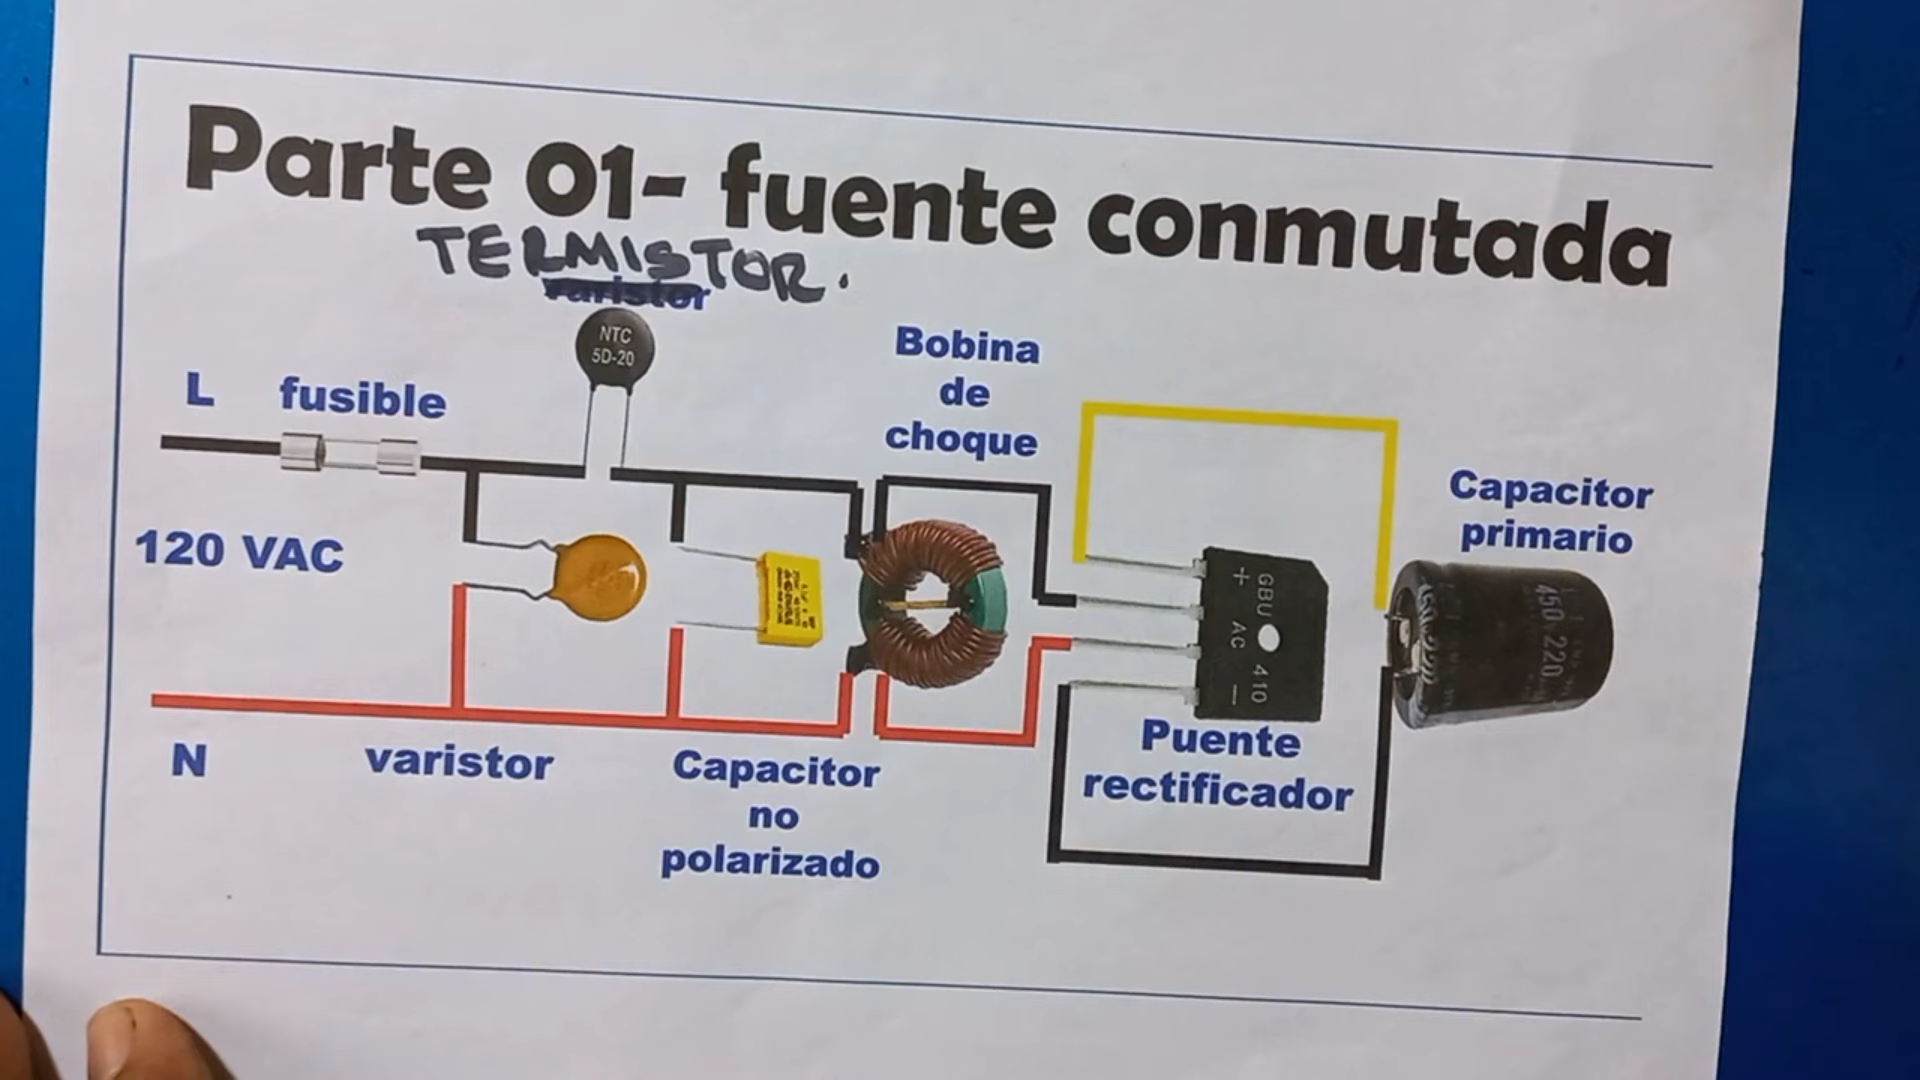 Parte 01- fuente conmutada
TERMISTOR.
varistor
NTC
5D-20
Bobina
de
choque
L fusible
Capacitor
primario
120 VAC
+ AC –
GBU 410
450 220
Puente
rectificador
N
varistor
Capacitor
no
polarizado